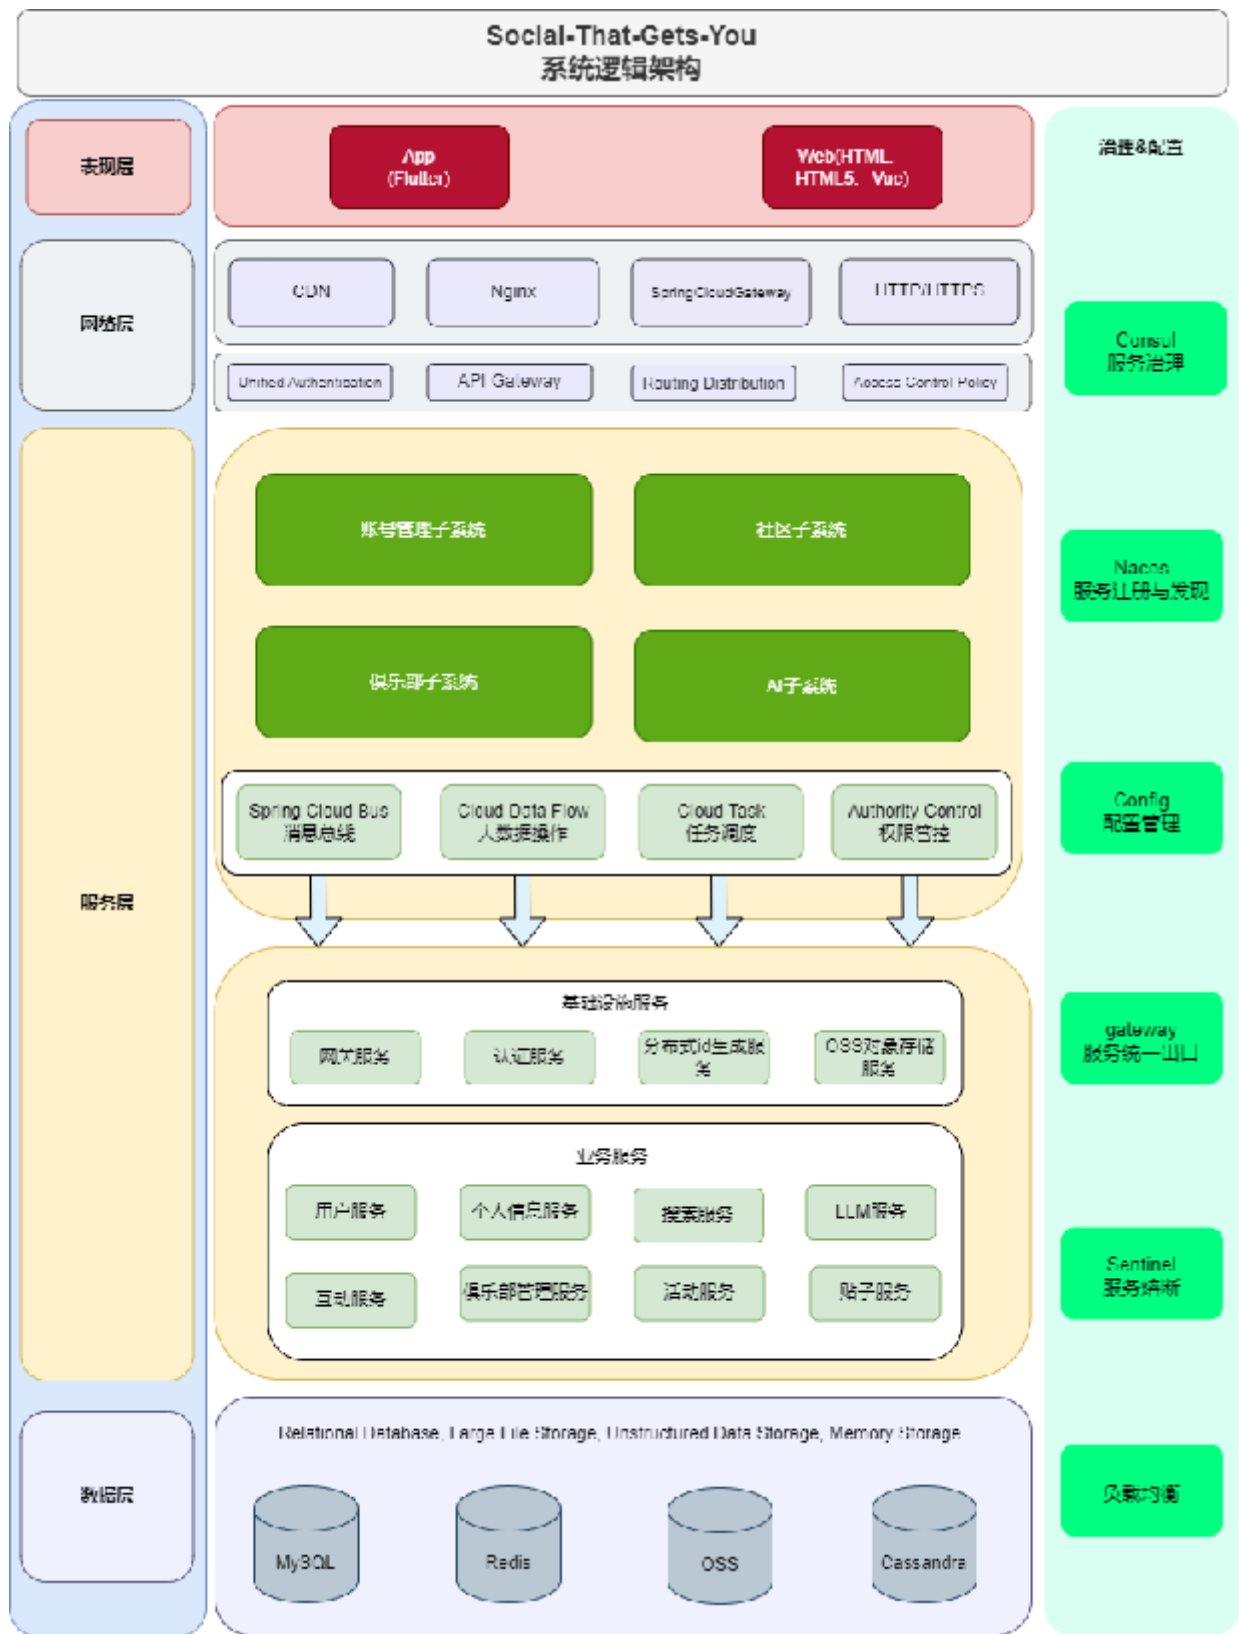 Social-That-Gets-You
系统逻辑架构
表现层
App
(Flutter)
Web(HTML、
HTML5、Vue)
治理&配置
网络层
CDN
Nginx
SpringCloudGateway
HTTP/HTTPS
Unified Authentication
API Gateway
Routing Distribution
Access Control Policy
Consul
服务治理
服务层
账号管理子系统
社区子系统
Nacos
服务注册与发现
俱乐部子系统
AI子系统
Spring Cloud Bus
消息总线
Cloud Data Flow
大数据操作
Cloud Task
任务调度
Authority Control
权限管控
Config
配置管理
基础设施服务
网关服务
认证服务
分布式id生成服
务
OSS对象存储
服务
gateway
服务统一出口
业务服务
用户服务
个人信息服务
搜索服务
LLM服务
互动服务
俱乐部管理服务
活动服务
贴子服务
Sentinel
服务熔断
数据层
Relational Database, Large File Storage, Unstructured Data Storage, Memory Storage
MySQL
Redis
OSS
Cassandra
负载均衡